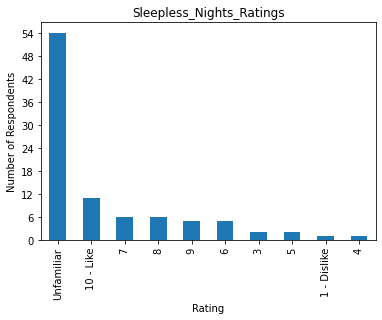 Sleepless_Nights_Ratings
Number of Respondents
54
48
42
36
30
24
18
12
6
0
Unfamiliar
10 - Like
7
8
9
6
3
5
1 - Dislike
4
Rating